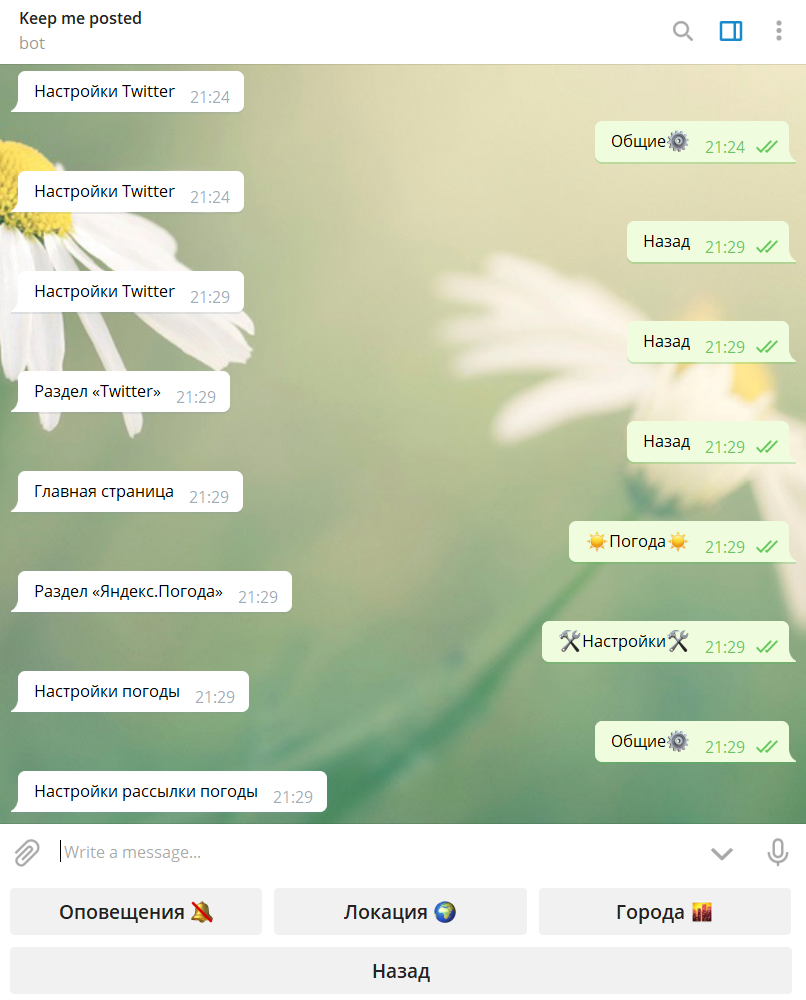 Keep me posted
bot
Настройки Twitter 21:24
Общие⚙ 21:24
Настройки Twitter 21:24
Назад 21:29
Настройки Twitter 21:29
Назад 21:29
Раздел «Twitter» 21:29
Назад 21:29
Главная страница 21:29
☀Погода☀ 21:29
Раздел «Яндекс.Погода» 21:29
🛠Настройки🛠 21:29
Настройки погоды 21:29
Общие⚙ 21:29
Настройки рассылки погоды 21:29
Write a message...
Оповещения 🔕 Локация 🌍 Города 🌇
Назад